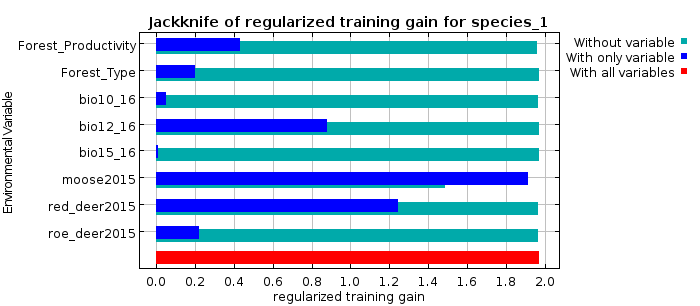 Jackknife of regularized training gain for species_1
Without variable
With only variable
With all variables
Environmental Variable
Forest_Productivity
Forest_Type
bio10_16
bio12_16
bio15_16
moose2015
red_deer2015
roe_deer2015
0.0 0.2 0.4 0.6 0.8 1.0 1.2 1.4 1.6 1.8 2.0
regularized training gain